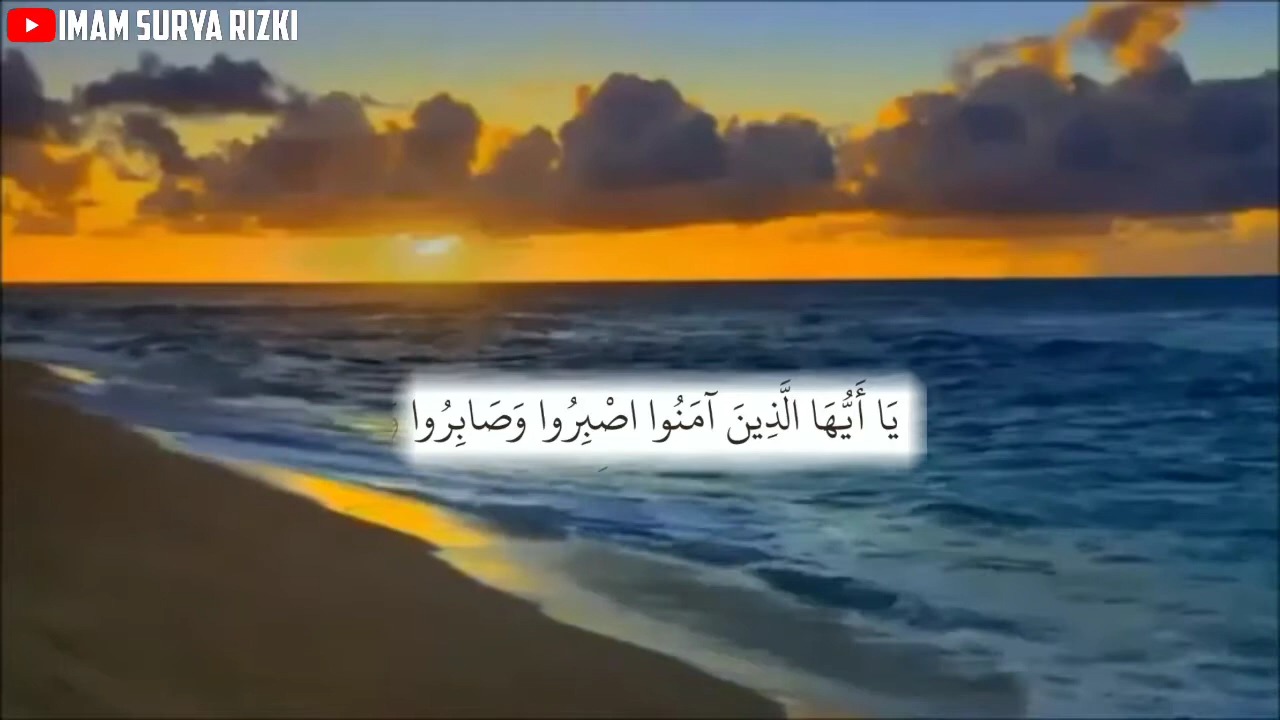 IMAM SURYA RIZKI
يَا أَيُّهَا الَّذِينَ آمَنُوا اصْبِرُوا وَصَابِرُوا